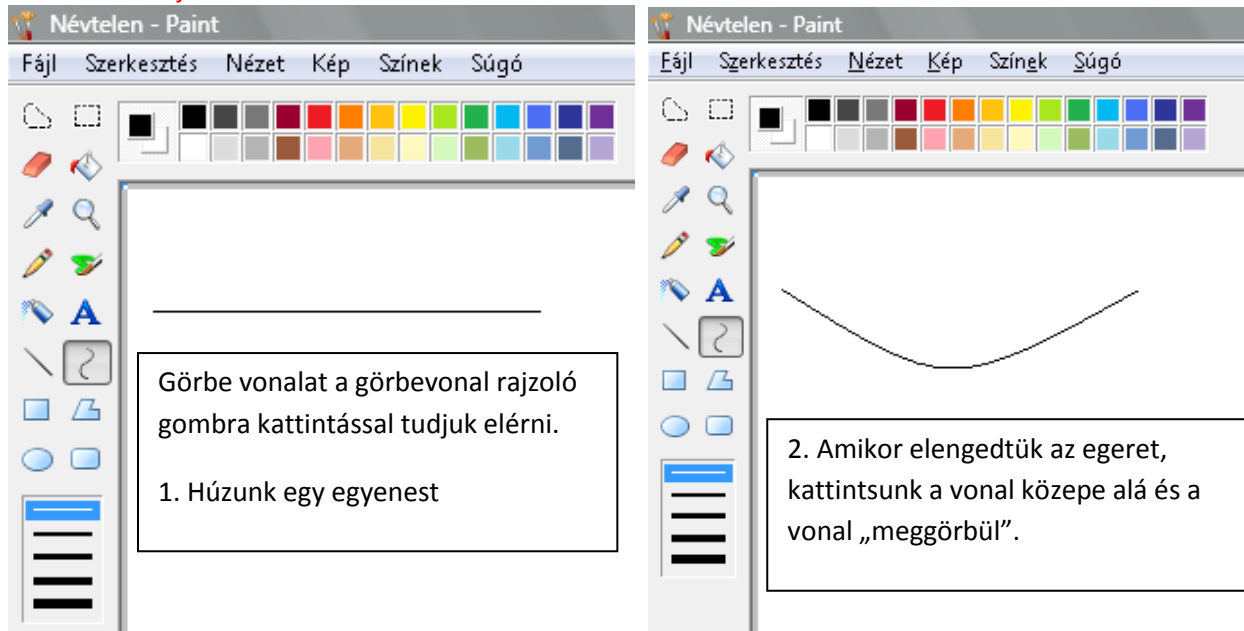 Névtelen - Paint
Fájl Szerkesztés Nézet Kép Színek Súgó
A
Görbe vonalat a görbevonal rajzoló
gombra kattintással tudjuk elérni.
1. Húzunk egy egyenest
Névtelen - Paint
Fájl Szerkesztés Nézet Kép Színek Súgó
A
2. Amikor elengedtük az egeret,
kattintsunk a vonal közepe alá és a
vonal „meggörbül”.